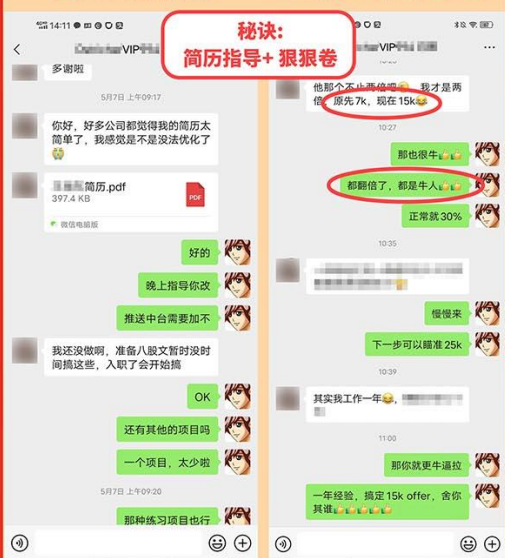 秘诀:
简历指导+ 狠狠卷
14:11
VIP
多谢啦
5月7日 上午09:17
你好，好多公司都觉得我的简历太
简单了，我感觉是不是没法优化了
简历.pdf
397.4 KB
PDF
微信电脑版
好的
晚上指导你改
推送中台需要加不
我还没做啊，准备八股文暂时没时
间搞这些，入职了会开始搞
OK
还有其他的项目吗
一个项目，太少啦
5月7日 上午09:20
那种练习项目也行
VIP
他那个不止两倍吧，我才是两
倍，原先7k，现在15k
10:27
那也很牛
都翻倍了，都是牛人
正常就30%
10:35
慢慢来
下一步可以瞄准25k
10:39
其实我工作一年
11:00
那你就更牛逼拉
一年经验，搞定15k offer，舍你
其谁